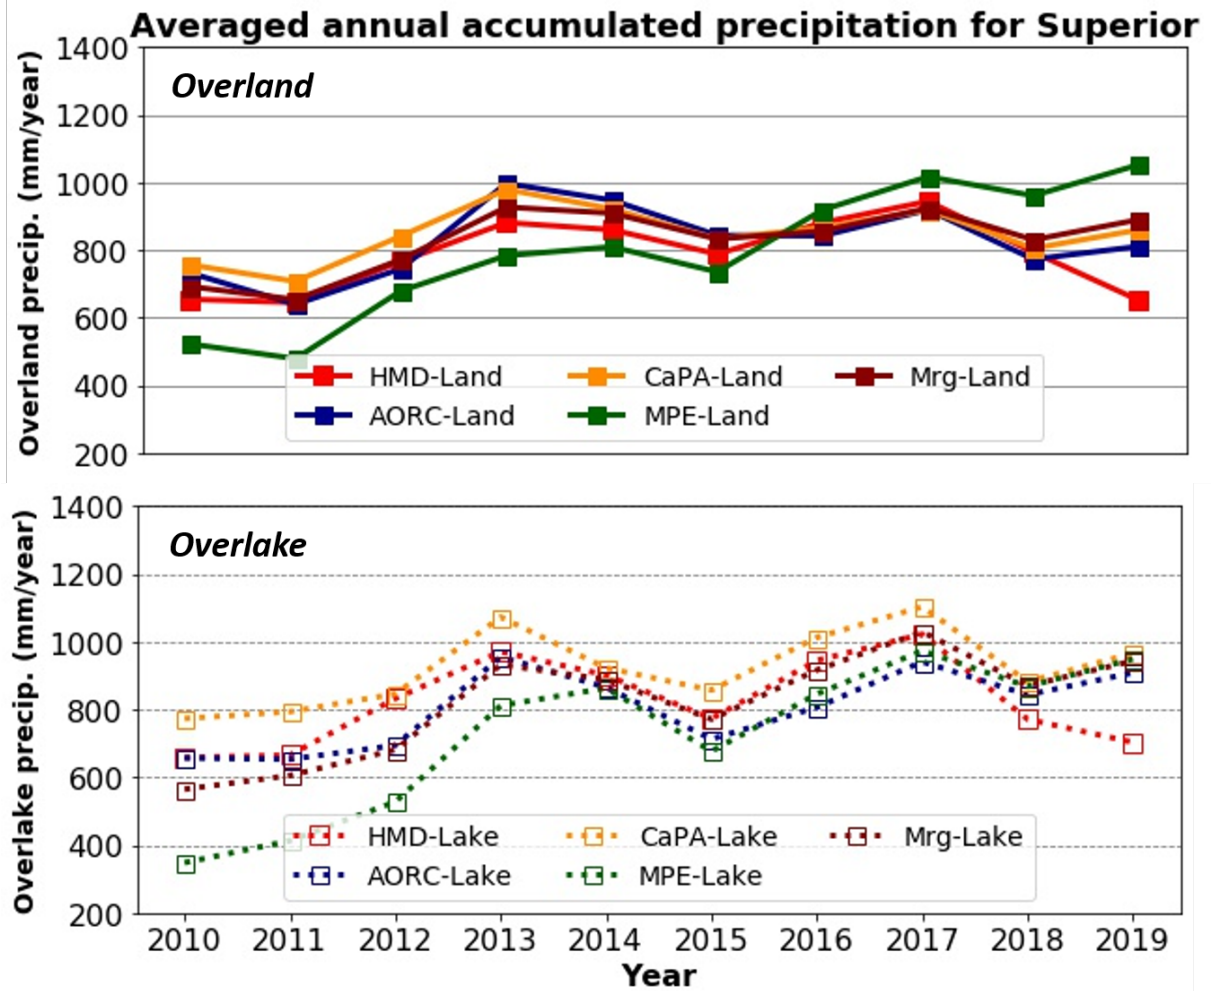 Averaged annual accumulated precipitation for Superior
Overland precip. (mm/year)
1400
1200
1000
800
600
400
200
Overland
HMD-Land CaPA-Land Mrg-Land
AORC-Land MPE-Land
Overlake precip. (mm/year)
1400
1200
1000
800
600
400
200
Overlake
HMD-Lake CaPA-Lake Mrg-Lake
AORC-Lake MPE-Lake
2010 2011 2012 2013 2014 2015 2016 2017 2018 2019
Year